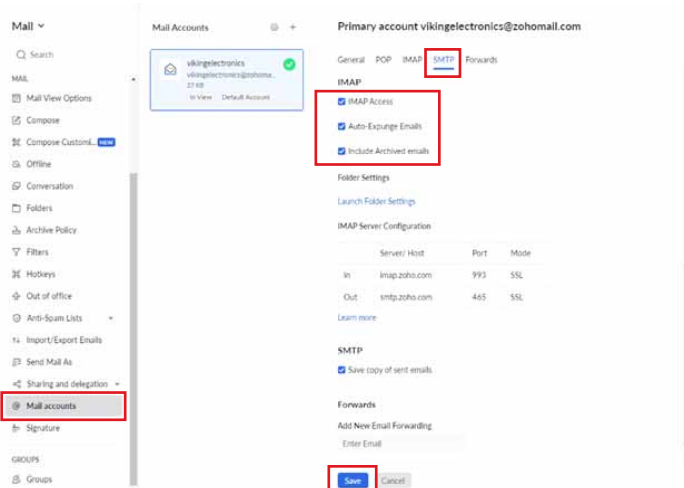 Mail
Search
MAIL
Mail View Options
Compose
Compose Customi... NEW
Offline
Conversation
Folders
Archive Policy
Filters
Hotkeys
Out of office
Anti-Spam Lists
Import/Export Emails
Send Mail As
Sharing and delegation
Mail accounts
Signature
GROUPS
Groups
Mail Accounts
vikingelectronics
vikingelectronics@zohoma...
27 KB
In View Default Account
Primary account vikingelectronics@zohomail.com
General POP IMAP SMTP Forwards
IMAP
IMAP Access
Auto-Expunge Emails
Include Archived emails
Folder Settings
Launch Folder Settings
IMAP Server Configuration
Server/ Host Port Mode
In imap.zoho.com 993 SSL
Out smtp.zoho.com 465 SSL
Learn more
SMTP
Save copy of sent emails
Forwards
Add New Email Forwarding
Enter Email
Save Cancel